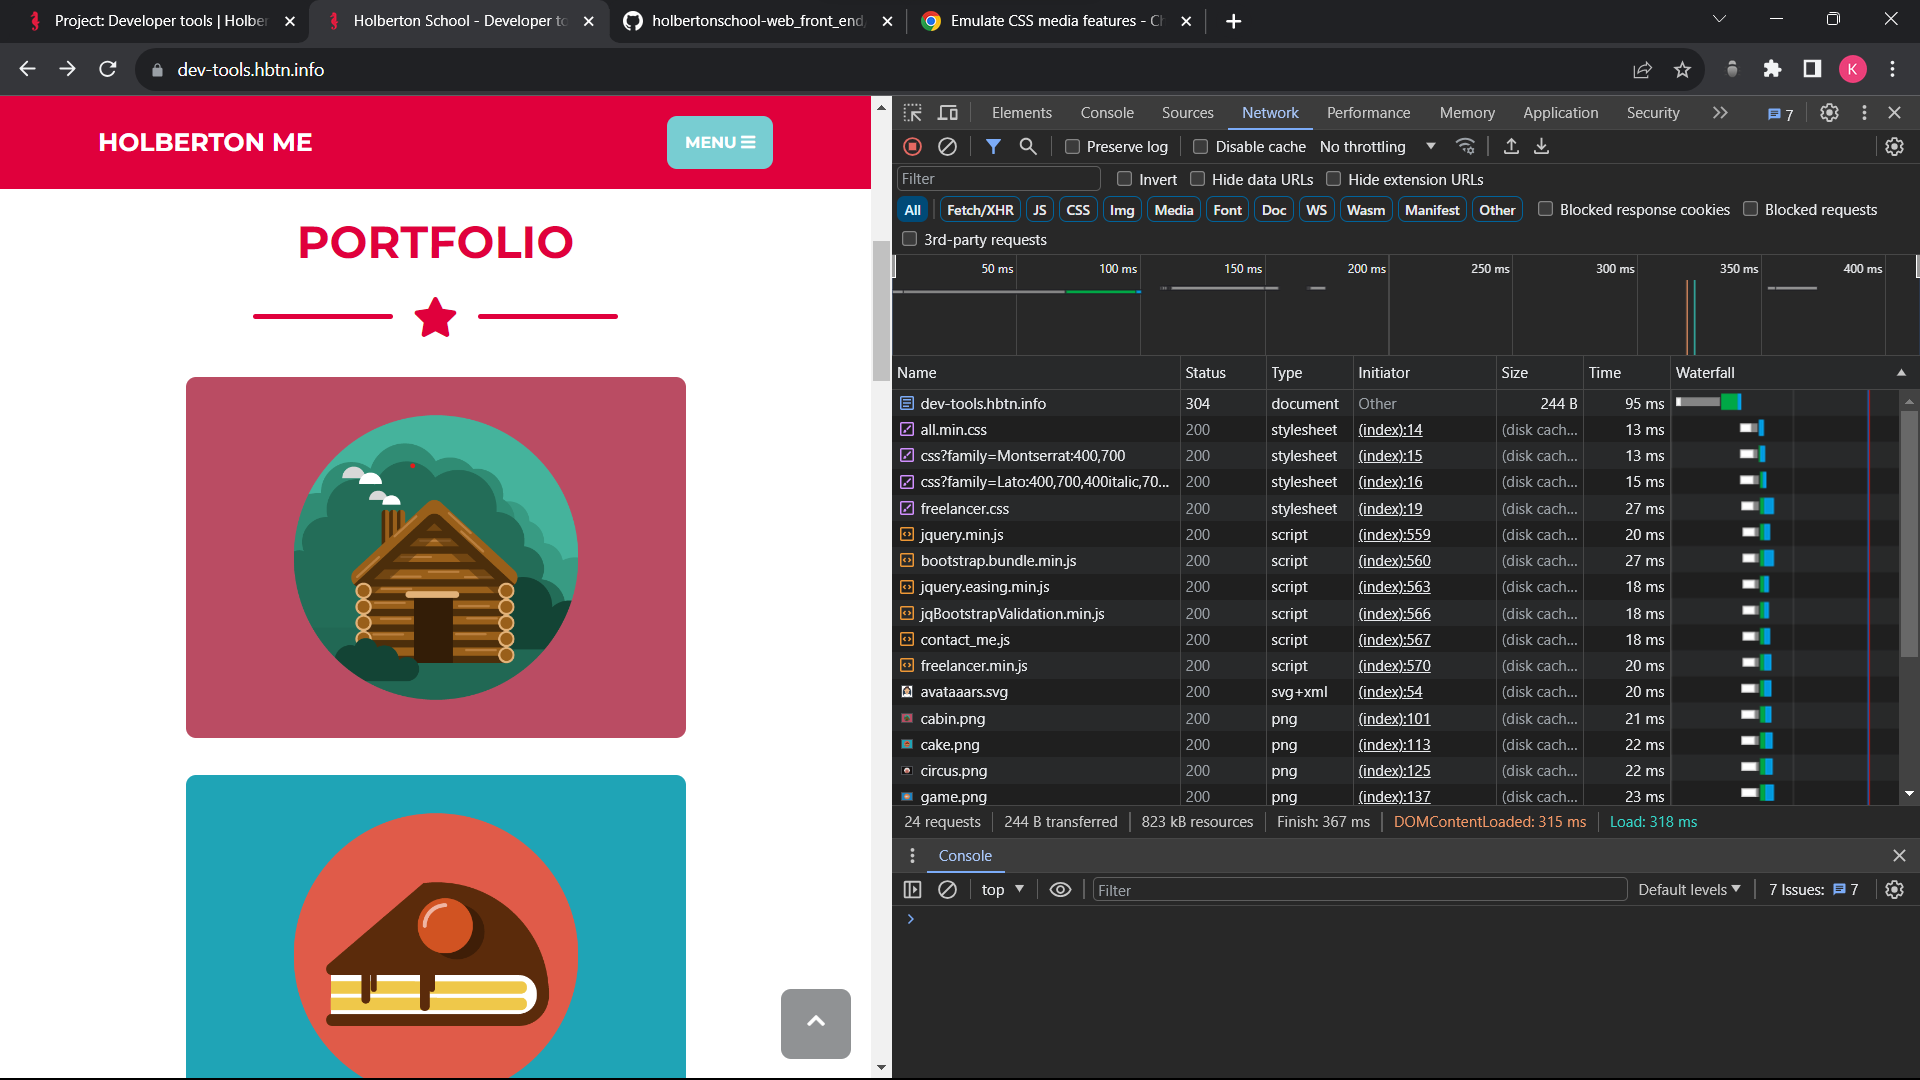 Project: Developer tools | Holber
Holberton School - Developer to
holbertonschool-web_front_end,
Emulate CSS media features - Ch
dev-tools.hbtn.info
K
HOLBERTON ME
MENU
PORTFOLIO
Elements Console Sources Network Performance Memory Application Security 7
Preserve log Disable cache No throttling
Filter Invert Hide data URLs Hide extension URLs
All Fetch/XHR JS CSS Img Media Font Doc WS Wasm Manifest Other Blocked response cookies Blocked requests
3rd-party requests
50 ms 100 ms 150 ms 200 ms 250 ms 300 ms 350 ms 400 ms
Name Status Type Initiator Size Time Waterfall
dev-tools.hbtn.info 304 document Other 244 B 95 ms
all.min.css 200 stylesheet (index):14 (disk cach... 13 ms
css?family=Montserrat:400,700 200 stylesheet (index):15 (disk cach... 13 ms
css?family=Lato:400,700,400italic,70... 200 stylesheet (index):16 (disk cach... 15 ms
freelancer.css 200 stylesheet (index):19 (disk cach... 27 ms
jquery.min.js 200 script (index):559 (disk cach... 20 ms
bootstrap.bundle.min.js 200 script (index):560 (disk cach... 27 ms
jquery.easing.min.js 200 script (index):563 (disk cach... 18 ms
jqBootstrapValidation.min.js 200 script (index):566 (disk cach... 18 ms
contact_me.js 200 script (index):567 (disk cach... 18 ms
freelancer.min.js 200 script (index):570 (disk cach... 20 ms
avataaars.svg 200 svg+xml (index):54 (disk cach... 20 ms
cabin.png 200 png (index):101 (disk cach... 21 ms
cake.png 200 png (index):113 (disk cach... 22 ms
circus.png 200 png (index):125 (disk cach... 22 ms
game.png 200 png (index):137 (disk cach... 23 ms
24 requests 244 B transferred 823 kB resources Finish: 367 ms DOMContentLoaded: 315 ms Load: 318 ms
Console
top Filter Default levels 7 Issues: 7